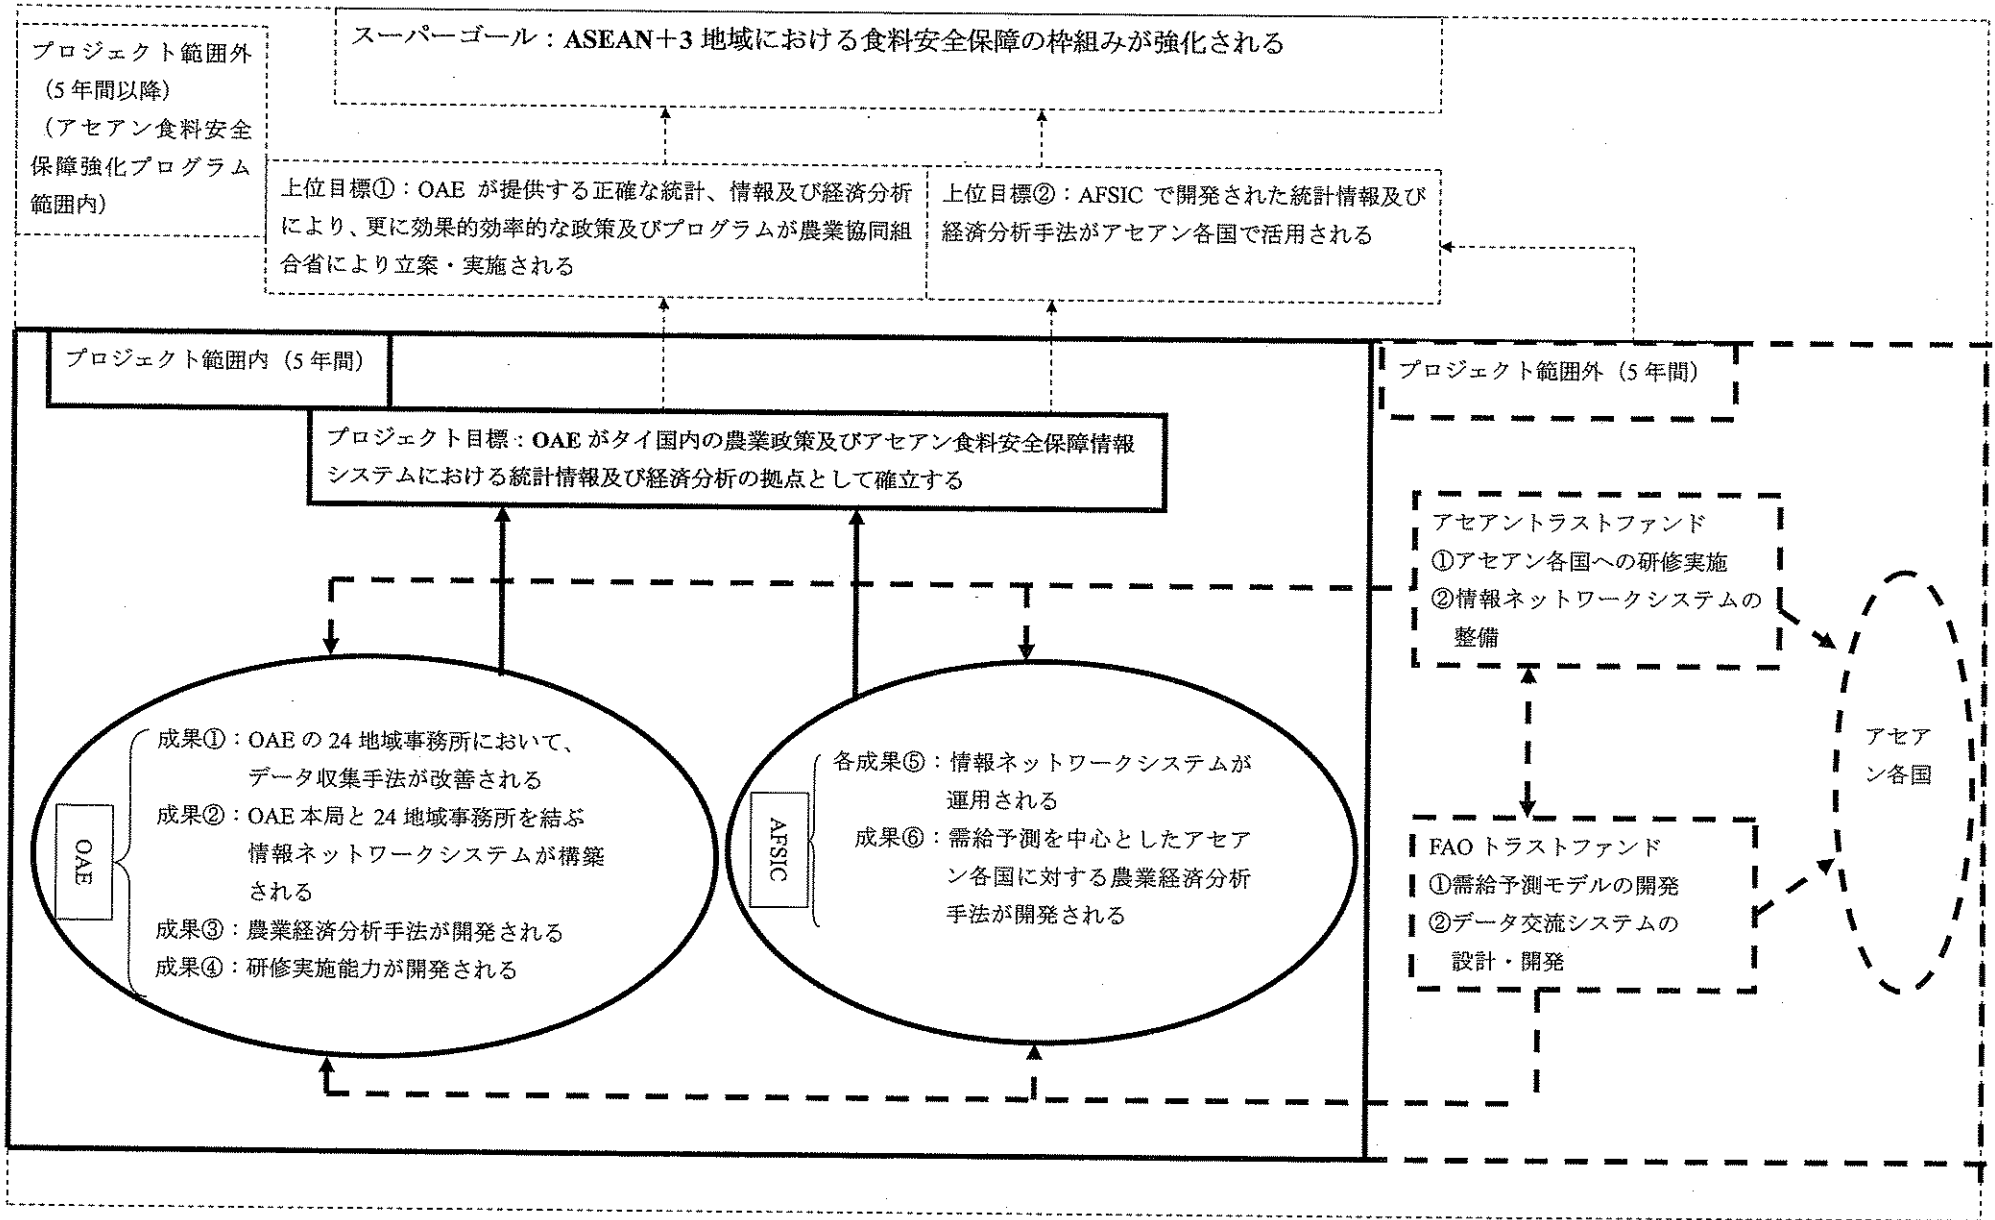 スーパーゴール：ASEAN＋3 地域における食料安全保障の枠組みが強化される
プロジェクト範囲外
（5 年間以降）
（アセアン食料安全
保障強化プログラム
範囲内）
上位目標①：OAE が提供する正確な統計、情報及び経済分析
により、更に効果的効率的な政策及びプログラムが農業協同組
合省により立案・実施される
上位目標②：AFSIC で開発された統計情報及び
経済分析手法がアセアン各国で活用される
プロジェクト範囲内（5 年間）
プロジェクト範囲外（5 年間）
プロジェクト目標：OAE がタイ国内の農業政策及びアセアン食料安全保障情報
システムにおける統計情報及び経済分析の拠点として確立する
アセアントラストファンド
①アセアン各国への研修実施
②情報ネットワークシステムの
整備
OAE
成果①：OAE の 24 地域事務所において、
データ収集手法が改善される
成果②：OAE 本局と 24 地域事務所を結ぶ
情報ネットワークシステムが構築
される
成果③：農業経済分析手法が開発される
成果④：研修実施能力が開発される
AFSIC
各成果⑤：情報ネットワークシステムが
運用される
成果⑥：需給予測を中心としたアセア
ン各国に対する農業経済分析
手法が開発される
FAO トラストファンド
①需給予測モデルの開発
②データ交流システムの
設計・開発
アセア
ン各国